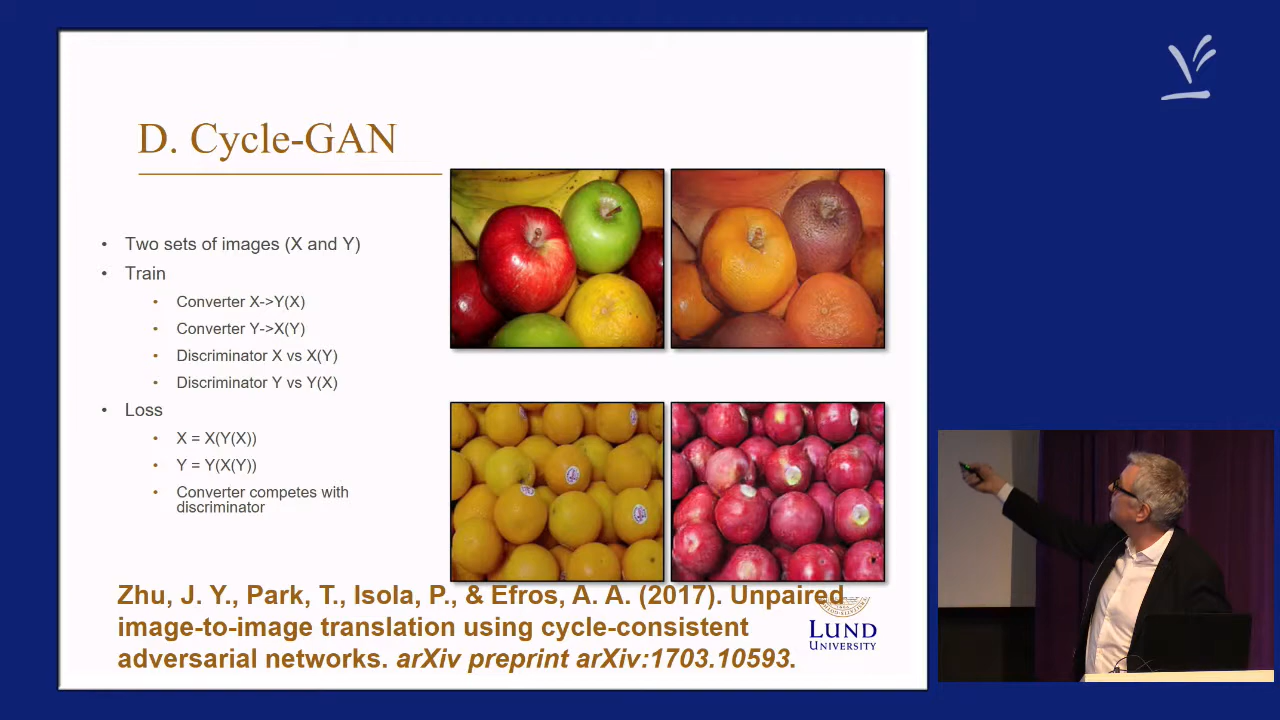 D. Cycle-GAN
• Two sets of images (X and Y)
• Train
• Converter X->Y(X)
• Converter Y->X(Y)
• Discriminator X vs X(Y)
• Discriminator Y vs Y(X)
• Loss
• X = X(Y(X))
• Y = Y(X(Y))
• Converter competes with
discriminator
Zhu, J. Y., Park, T., Isola, P., & Efros, A. A. (2017). Unpaired
image-to-image translation using cycle-consistent
adversarial networks. arXiv preprint arXiv:1703.10593.
LUND
UNIVERSITY